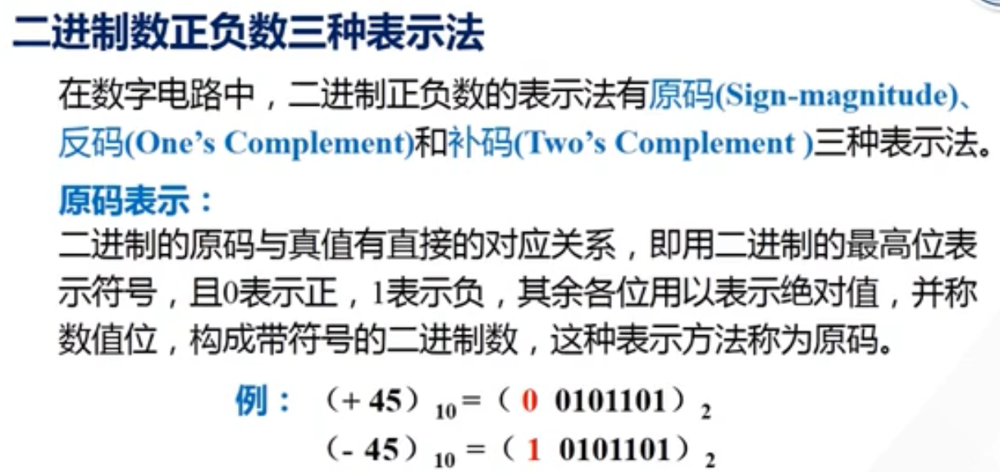 二进制数正负数三种表示法
在数字电路中，二进制正负数的表示法有原码(Sign-magnitude)、
反码(One’s Complement)和补码(Two’s Complement )三种表示法。
原码表示：
二进制的原码与真值有直接的对应关系，即用二进制的最高位表
示符号，且0表示正，1表示负，其余各位用以表示绝对值，并称
数值位，构成带符号的二进制数，这种表示方法称为原码。
例： （+ 45）10 =（ 0 0101101）2
（- 45）10 =（ 1 0101101）2